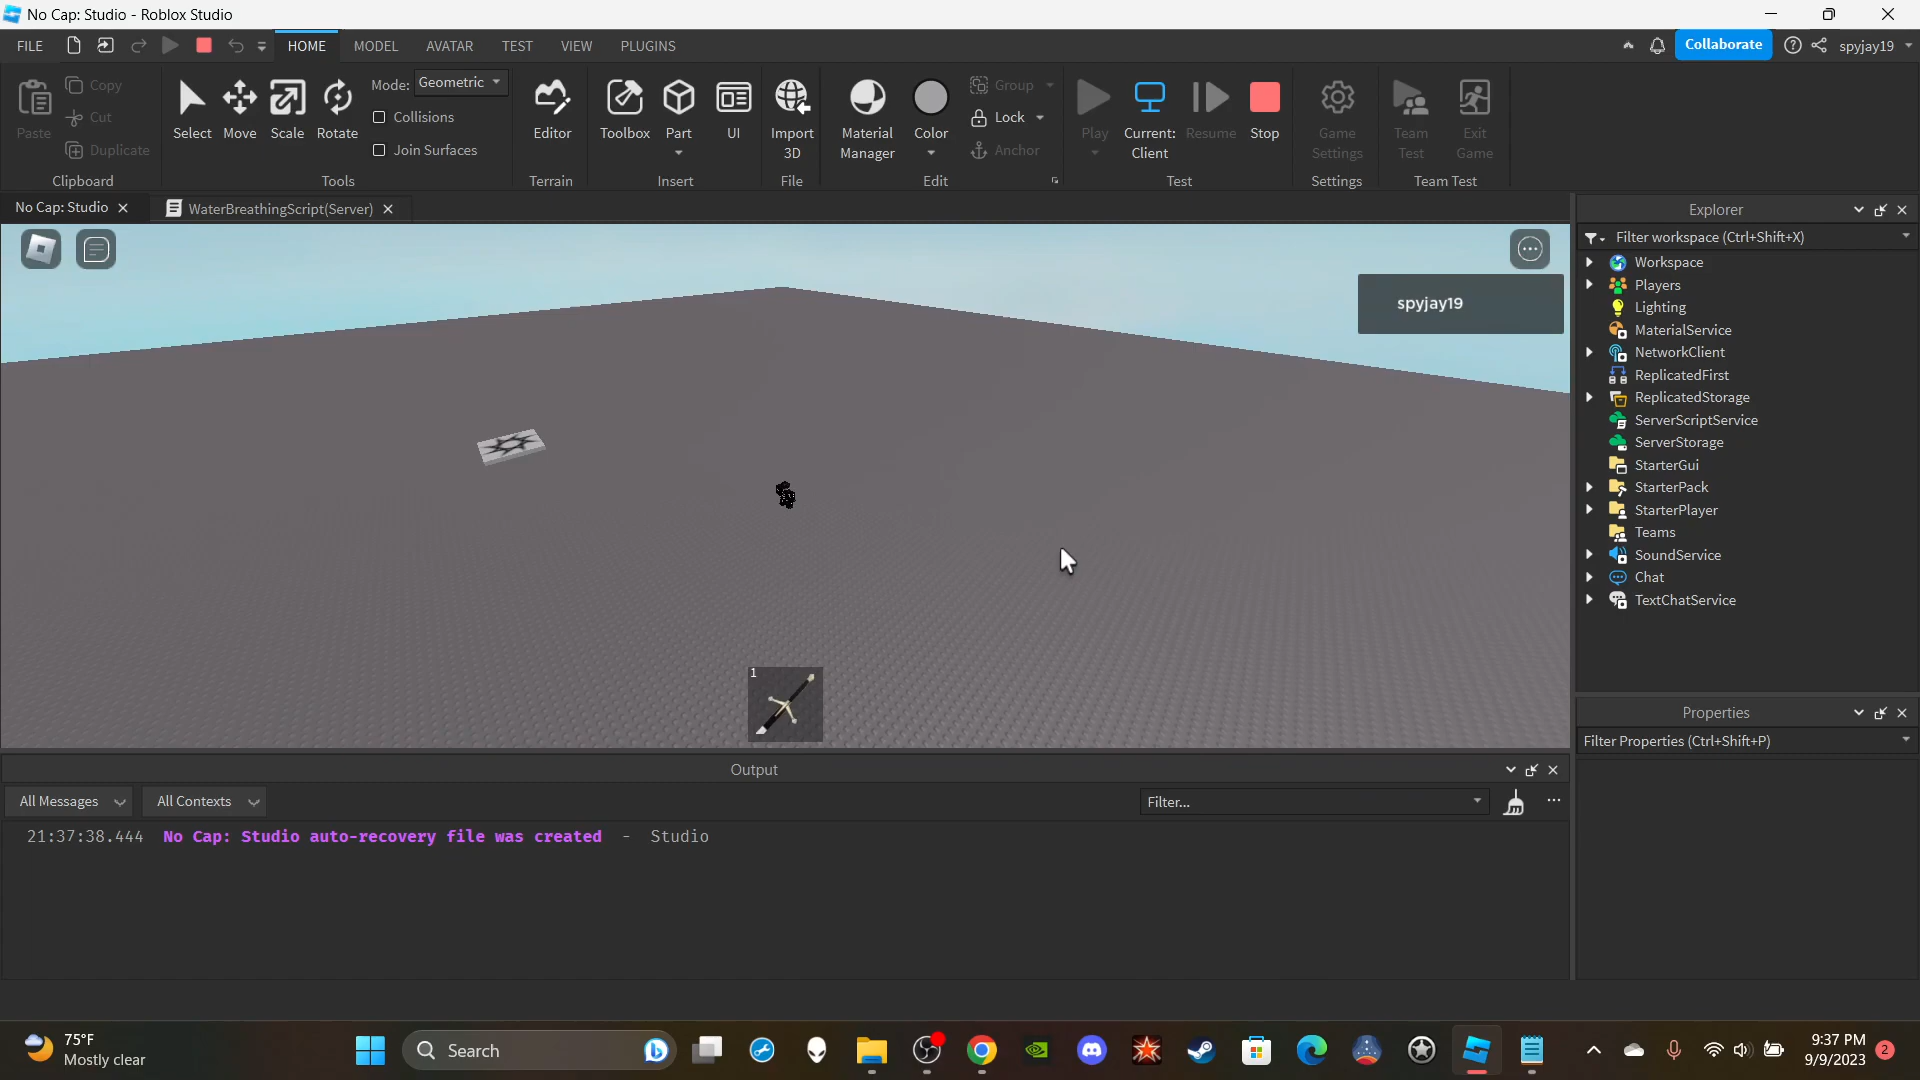 No Cap: Studio - Roblox Studio
FILE HOME MODEL AVATAR TEST VIEW PLUGINS Collaborate spyjay19
Paste Copy Cut Duplicate
Clipboard
Select Move Scale Rotate
Mode: Geometric
Collisions
Join Surfaces
Tools
Editor
Terrain
Toolbox Part UI
Insert
Import 3D
File
Material Manager Color
Group
Lock
Anchor
Edit
Play Current: Client Resume Stop
Test
Game Settings
Settings
Team Test Exit Game
Team Test
No Cap: Studio
WaterBreathingScript(Server)
spyjay19
1
Explorer
Filter workspace (Ctrl+Shift+X)
Workspace
Players
Lighting
MaterialService
NetworkClient
ReplicatedFirst
ReplicatedStorage
ServerScriptService
ServerStorage
StarterGui
StarterPack
StarterPlayer
Teams
SoundService
Chat
TextChatService
Properties
Filter Properties (Ctrl+Shift+P)
Output
All Messages All Contexts Filter...
21:37:38.444 No Cap: Studio auto-recovery file was created - Studio
75°F
Mostly clear
Search
9:37 PM
9/9/2023
2